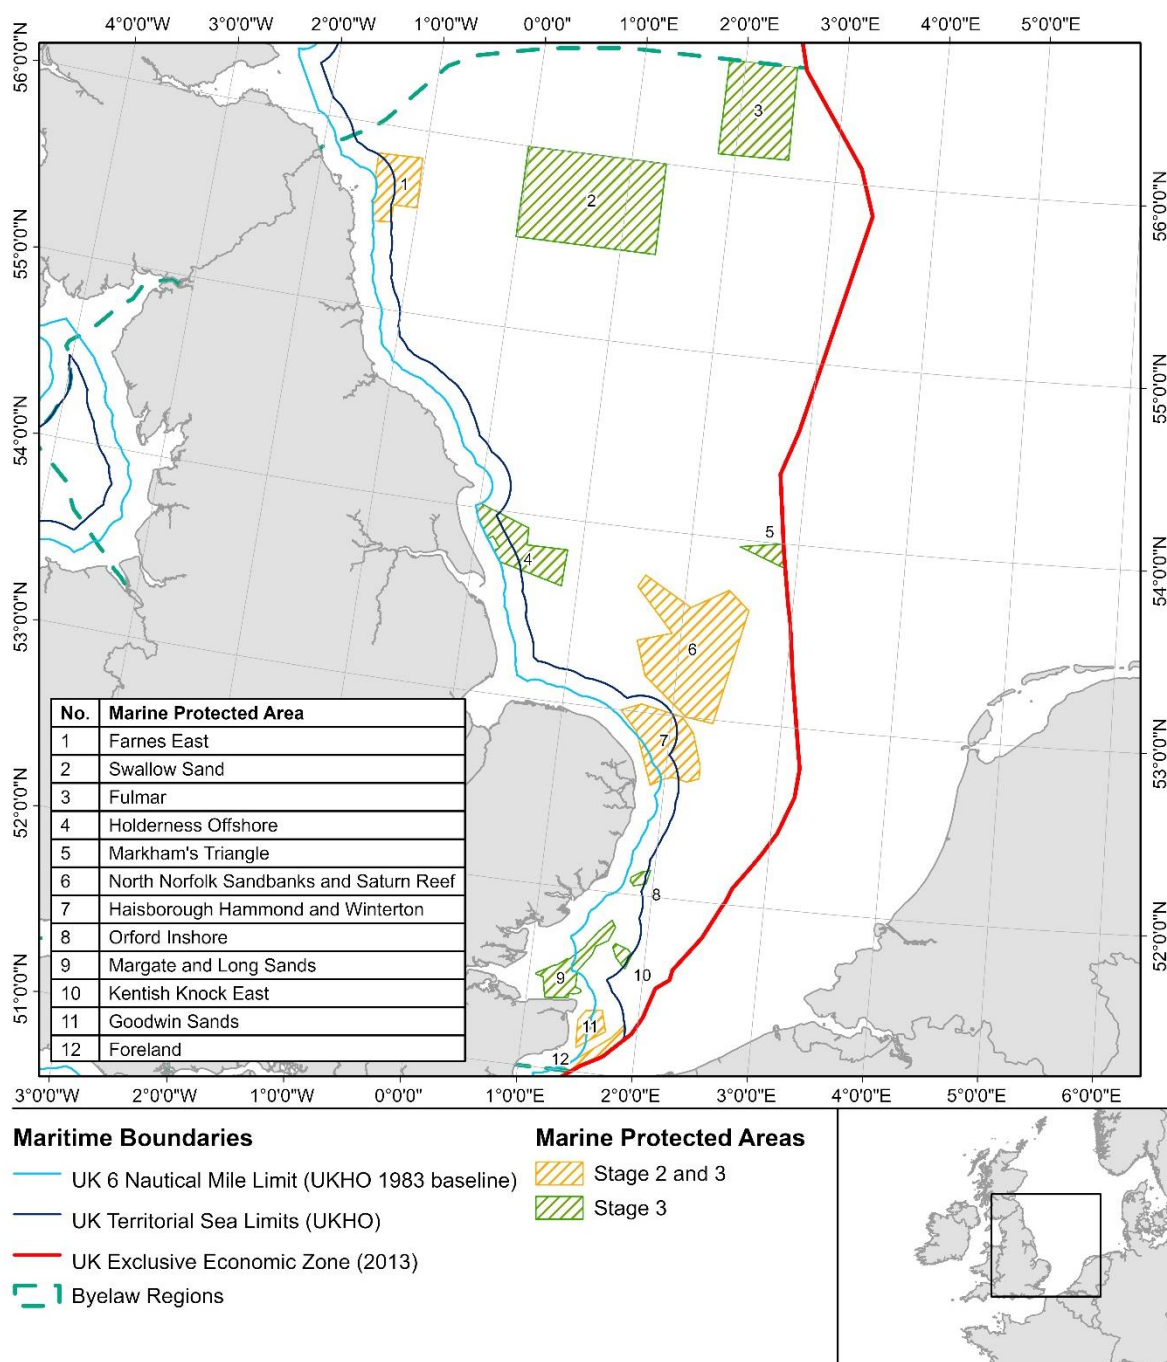 4°0'0"W 3°0'0"W 2°0'0"W 1°0'0"W 0°0'0" 1°0'0"E 2°0'0"E 3°0'0"E 4°0'0"E 5°0'0"E
56°0'0"N
55°0'0"N
54°0'0"N
53°0'0"N
52°0'0"N
51°0'0"N
56°0'0"N
55°0'0"N
54°0'0"N
53°0'0"N
52°0'0"N
3
1
2
5
4
6
7
8
9
10
11
12
No. Marine Protected Area
1 Farnes East
2 Swallow Sand
3 Fulmar
4 Holderness Offshore
5 Markham's Triangle
6 North Norfolk Sandbanks and Saturn Reef
7 Haisborough Hammond and Winterton
8 Orford Inshore
9 Margate and Long Sands
10 Kentish Knock East
11 Goodwin Sands
12 Foreland
3°0'0"W 2°0'0"W 1°0'0"W 0°0'0" 1°0'0"E 2°0'0"E 3°0'0"E 4°0'0"E 5°0'0"E 6°0'0"E
Maritime Boundaries
UK 6 Nautical Mile Limit (UKHO 1983 baseline)
UK Territorial Sea Limits (UKHO)
UK Exclusive Economic Zone (2013)
Byelaw Regions
Marine Protected Areas
Stage 2 and 3
Stage 3